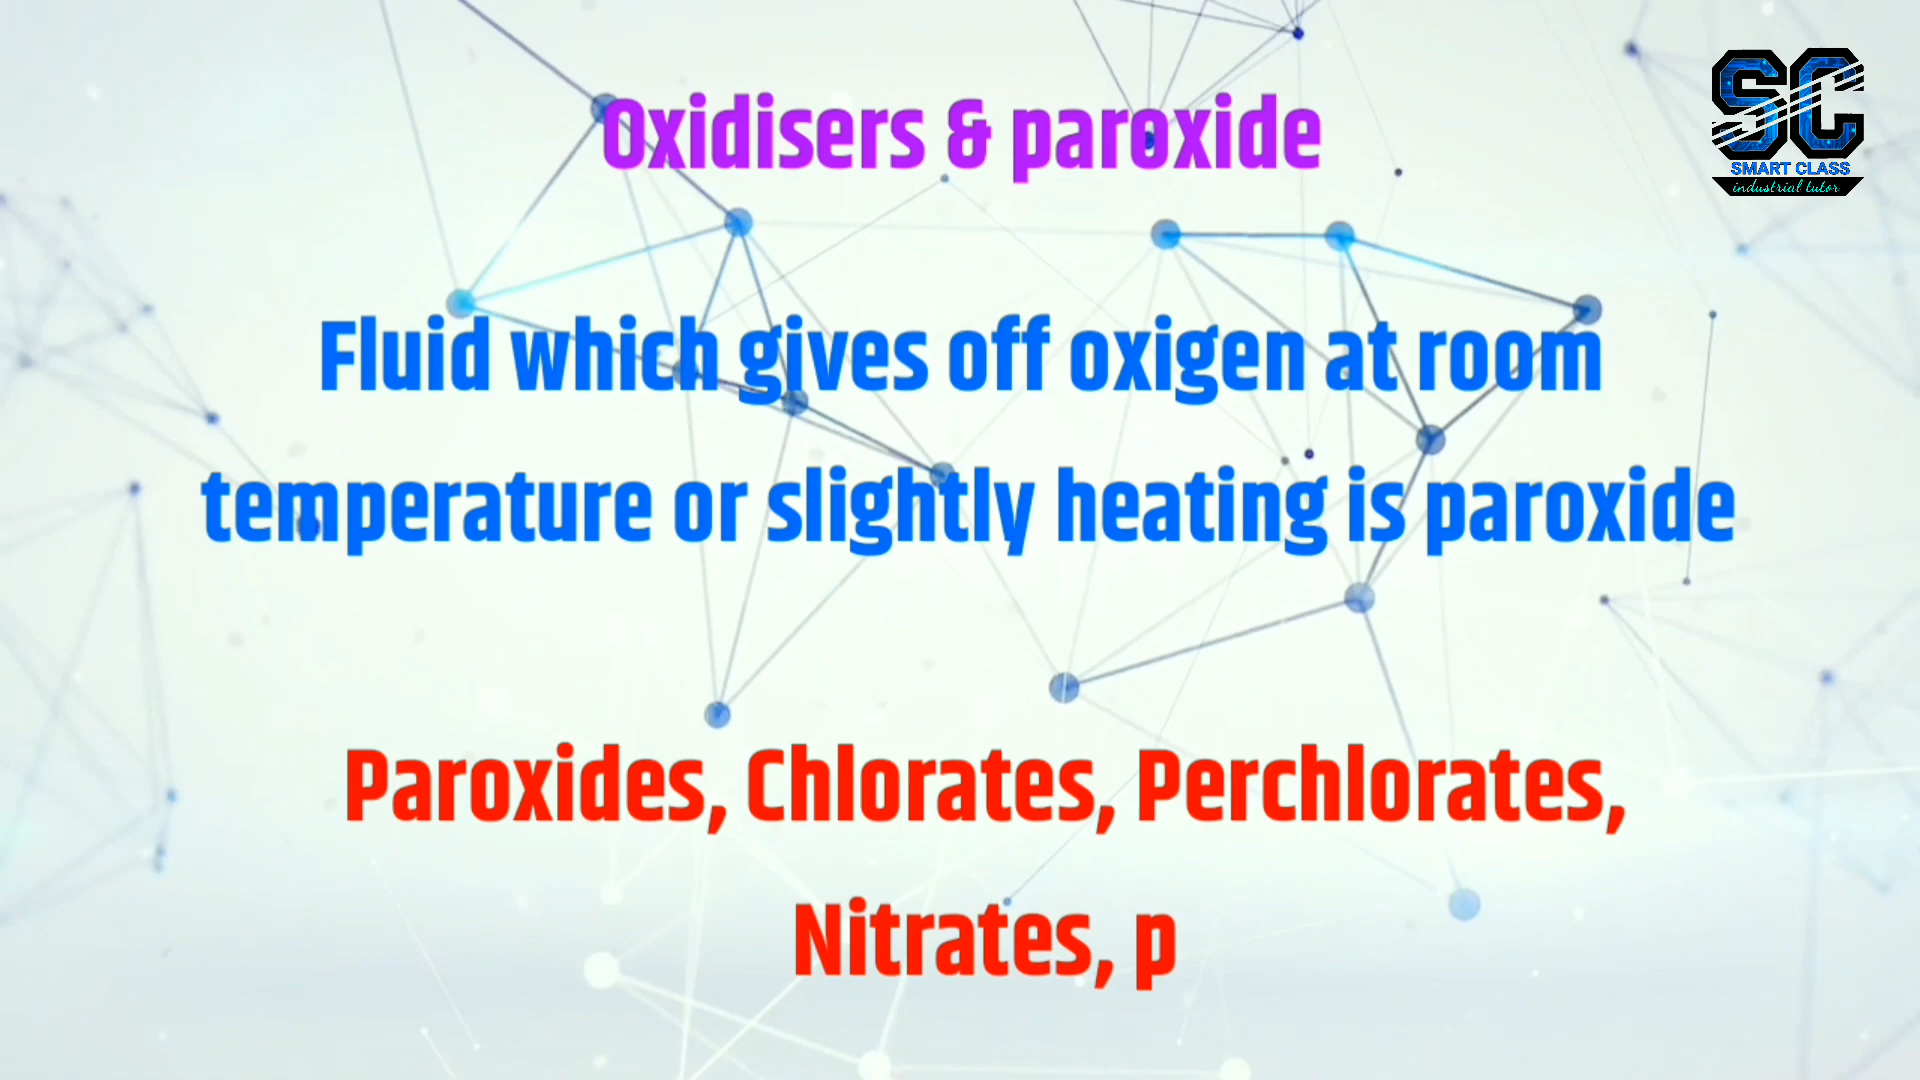 Oxidisers & paroxide
SC
SMART CLASS
industrial tutor
Fluid which gives off oxigen at room
temperature or slightly heating is paroxide
Paroxides, Chlorates, Perchlorates,
Nitrates, p